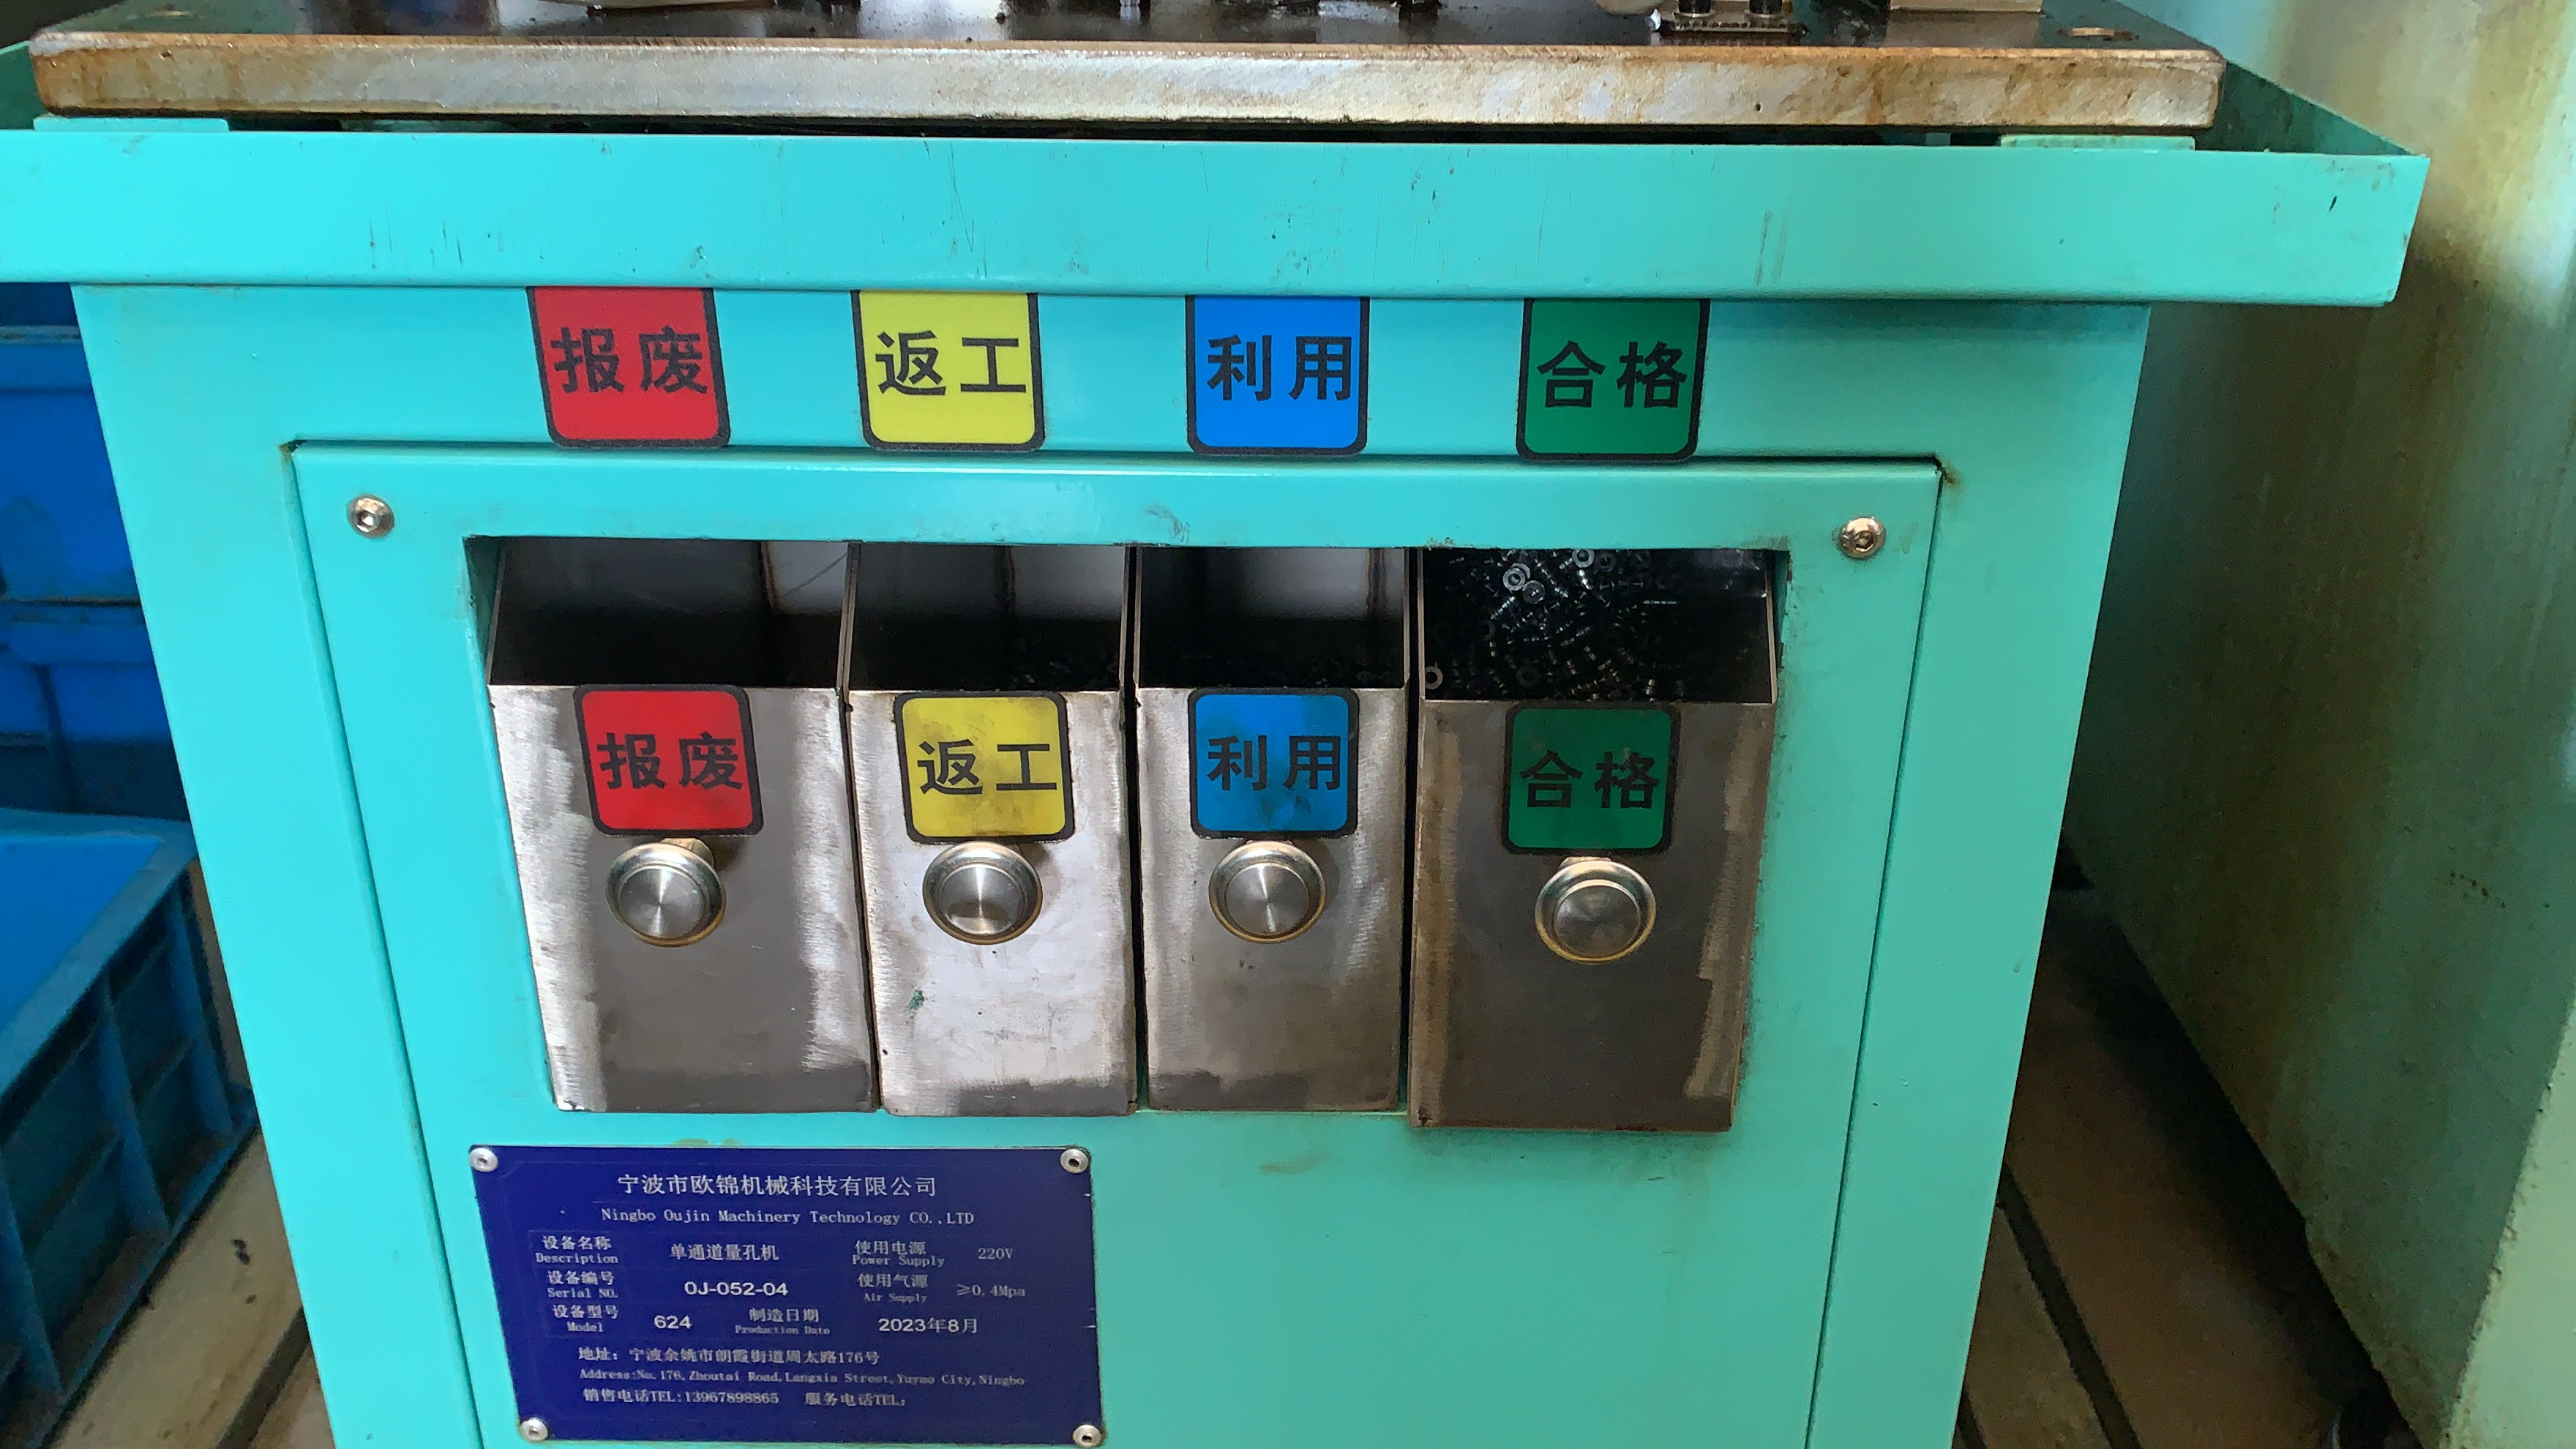 报废 返工 利用 合格
报废 返工 利用 合格
宁波市欧锦机械科技有限公司
Ningbo Oujin Machinery Technology CO.,LTD
设备名称 单通道量孔机 使用电源 220V
Description Power Supply
设备编号 OJ-052-04 使用气源 ≥0.4Mpa
Serial NO. Air Supply
设备型号 624 制造日期 2023年8月
Model Production Date
地址：宁波余姚市朗霞街道周太路176号
Address:No.176,Zhoutai Road,Langxia Street,Yuyao City,Ningbo
销售电话TEL:13967898865 服务电话TEL: